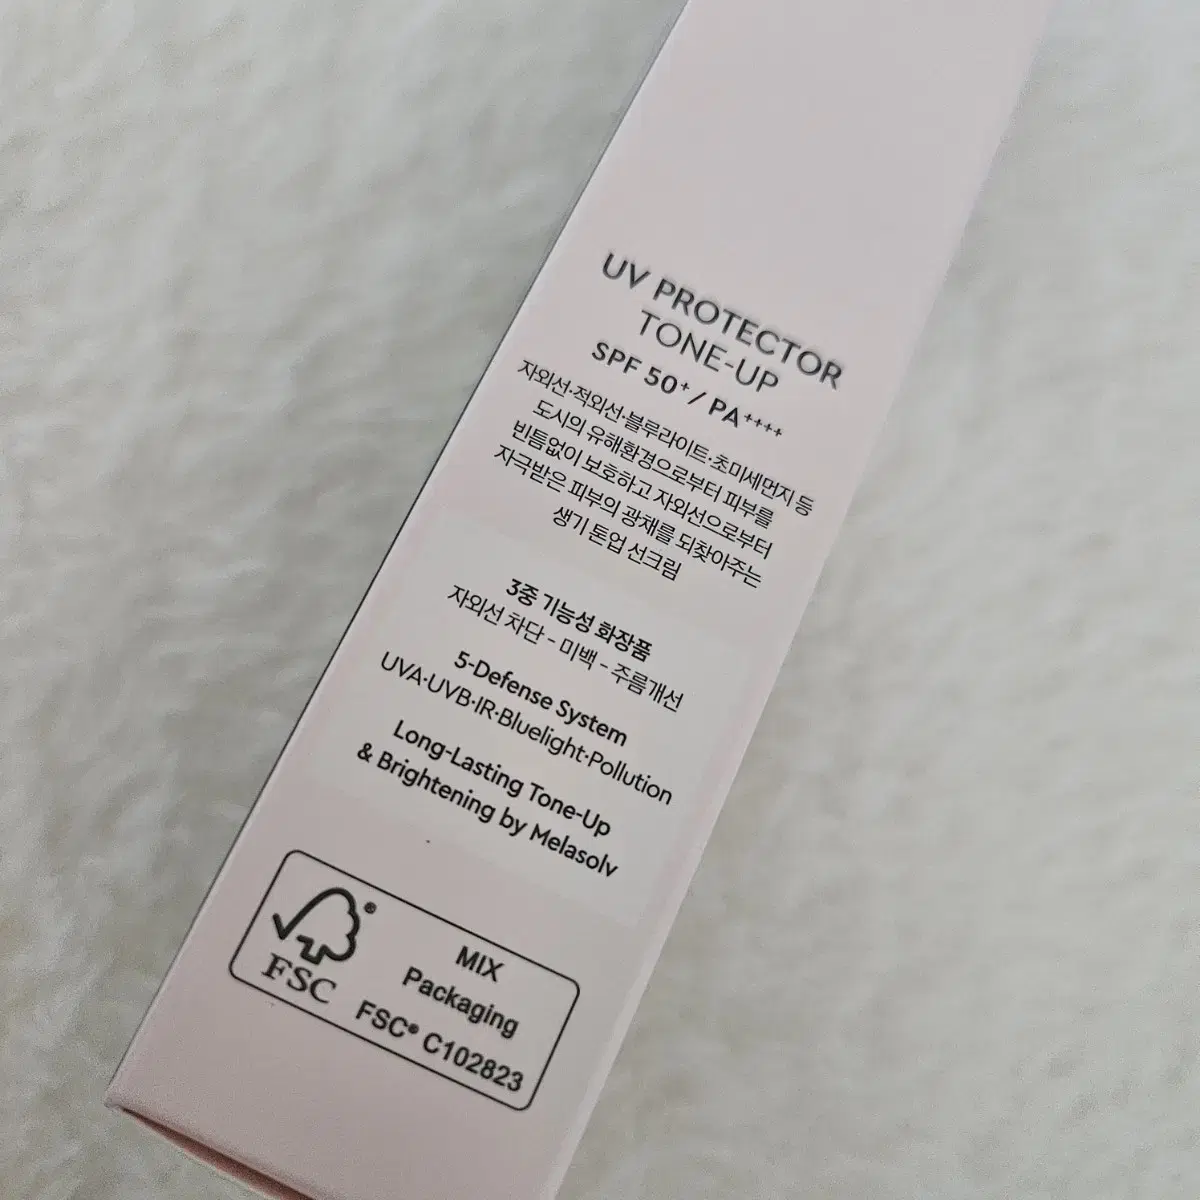 UV PROTECTOR
TONE-UP
SPF 50+ / PA++++
자외선·적외선·블루라이트·초미세먼지 등
도시의 유해환경으로부터 피부를
빈틈없이 보호하고 자외선으로부터
자극받은 피부의 광채를 되찾아주는
생기 톤업 선크림
3중 기능성 화장품
자외선 차단 - 미백 - 주름개선
5-Defense System
UVA·UVB·IR·Bluelight·Pollution
Long-Lasting Tone-Up
& Brightening by Melasolv
FSC
MIX
Packaging
FSC® C102823